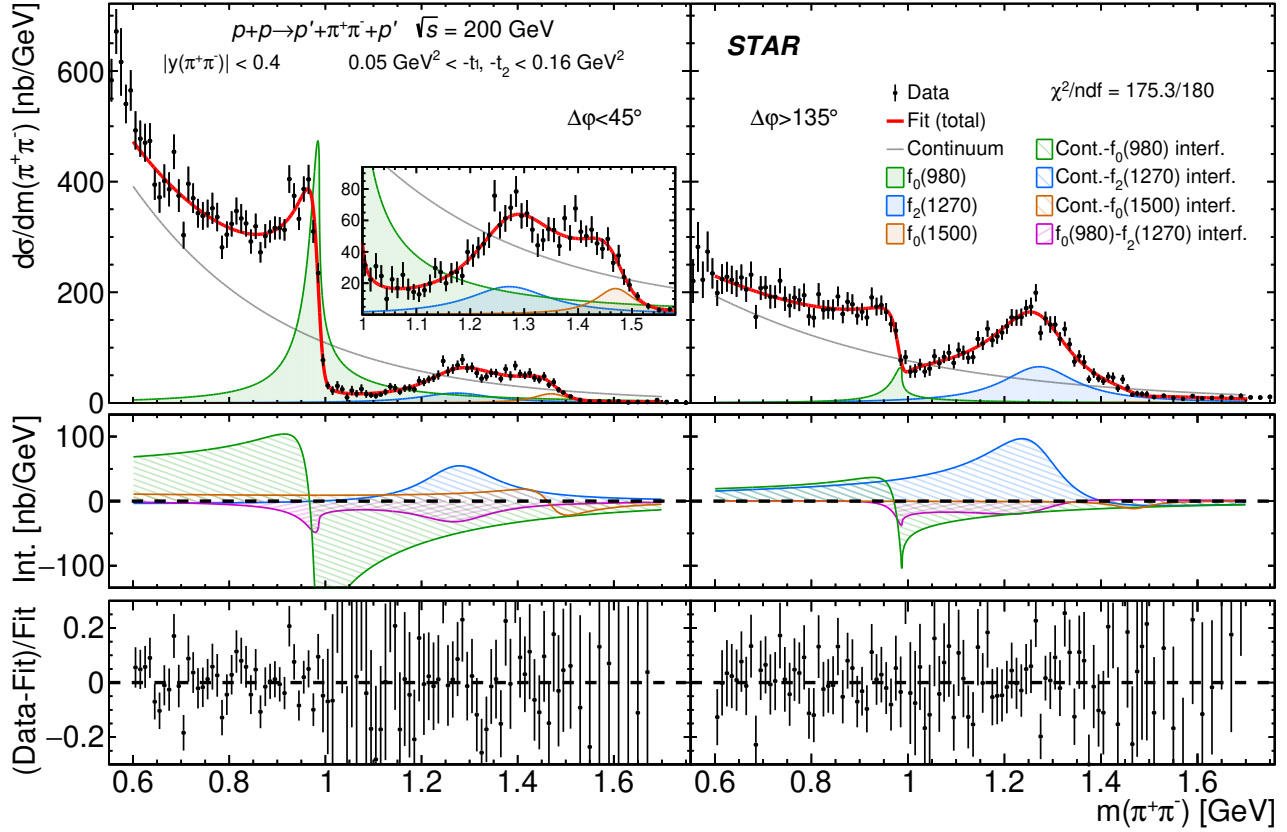 p+p→p′+π⁺π⁻+p′ √s = 200 GeV
|y(π⁺π⁻)| < 0.4 0.05 GeV² < -t₁, -t₂ < 0.16 GeV²
Δφ<45°
dσ/dm(π⁺π⁻) [nb/GeV]
600
400
200
0
80
60
40
20
1 1.1 1.2 1.3 1.4 1.5
STAR
Δφ>135°
χ²/ndf = 175.3/180
Data
Fit (total)
Continuum
f₀(980)
f₂(1270)
f₀(1500)
Cont.-f₀(980) interf.
Cont.-f₂(1270) interf.
Cont.-f₀(1500) interf.
f₀(980)-f₂(1270) interf.
Int. [nb/GeV]
100
0
−100
(Data-Fit)/Fit
0.2
0
−0.2
0.6 0.8 1 1.2 1.4 1.6
0.6 0.8 1 1.2 1.4 1.6
m(π⁺π⁻) [GeV]